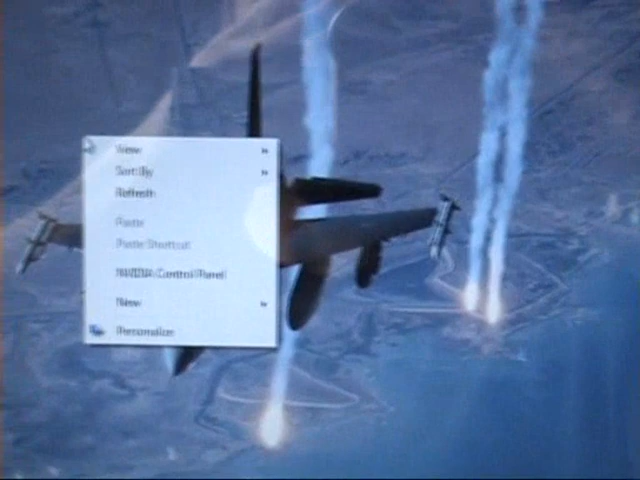 View
Sort By
Refresh
Paste
Paste Shortcut
NVIDIA Control Panel
New
Personalize